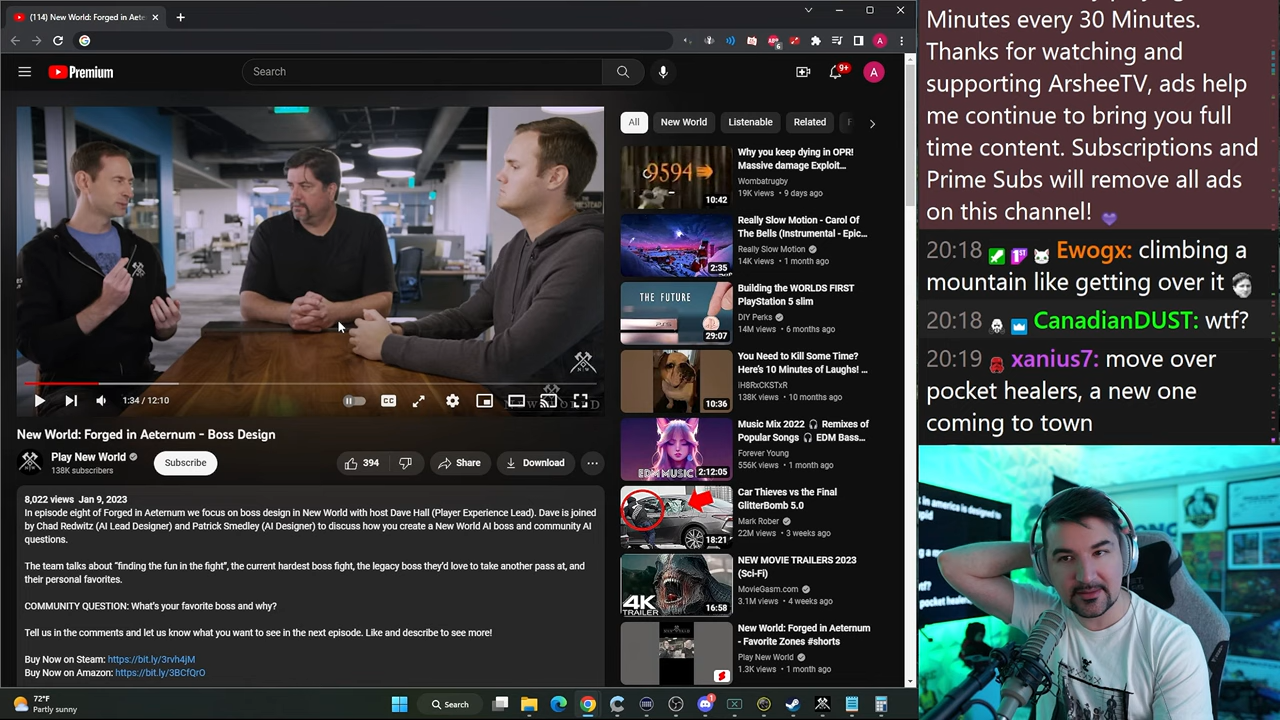 (114) New World: Forged in Aeter
Premium
Search
9+
A
All
New World
Listenable
Related
9594
10:42
Why you keep dying in OPR!
Massive damage Exploit...
Wombatrugby
19K views • 9 days ago
2:35
Really Slow Motion - Carol Of
The Bells (Instrumental - Epic...
Really Slow Motion
14K views • 1 month ago
THE FUTURE
29:07
Building the WORLDS FIRST
PlayStation 5 slim
DIY Perks
14M views • 6 months ago
10:36
You Need to Kill Some Time?
Here's 10 Minutes of Laughs! ...
IH8RxCKSTxR
138K views • 10 months ago
EDM MUSIC
2:12:05
Music Mix 2022 🎧 Remixes of
Popular Songs 🎧 EDM Bass...
Forever Young
556K views • 1 month ago
18:21
Car Thieves vs the Final
GlitterBomb 5.0
Mark Rober
22M views • 3 weeks ago
4K
TRAILER
16:58
NEW MOVIE TRAILERS 2023
(Sci-Fi)
MovieGasm.com
3.1M views • 4 weeks ago
New World: Forged in Aeternum
- Favorite Zones #shorts
Play New World
1.3K views • 1 month ago
1:34 / 12:10
CC
New World: Forged in Aeternum - Boss Design
Play New World
138K subscribers
Subscribe
394
Share
Download
8,022 views Jan 9, 2023
In episode eight of Forged in Aeternum we focus on boss design in New World with host Dave Hall (Player Experience Lead). Dave is joined
by Chad Redwitz (AI Lead Designer) and Patrick Smedley (AI Designer) to discuss how you create a New World AI boss and community AI
questions.
The team talks about "finding the fun in the fight", the current hardest boss fight, the legacy boss they'd love to take another pass at, and
their personal favorites.
COMMUNITY QUESTION: What's your favorite boss and why?
Tell us in the comments and let us know what you want to see in the next episode. Like and describe to see more!
Buy Now on Steam: https://bit.ly/3rvh4jM
Buy Now on Amazon: https://bit.ly/3BCfQrO
72°F
Partly sunny
Search
Minutes every 30 Minutes.
Thanks for watching and
supporting ArsheeTV, ads help
me continue to bring you full
time content. Subscriptions and
Prime Subs will remove all ads
on this channel!
20:18 Ewogx: climbing a
mountain like getting over it
20:18 CanadianDUST: wtf?
20:19 xanius7: move over
pocket healers, a new one
coming to town